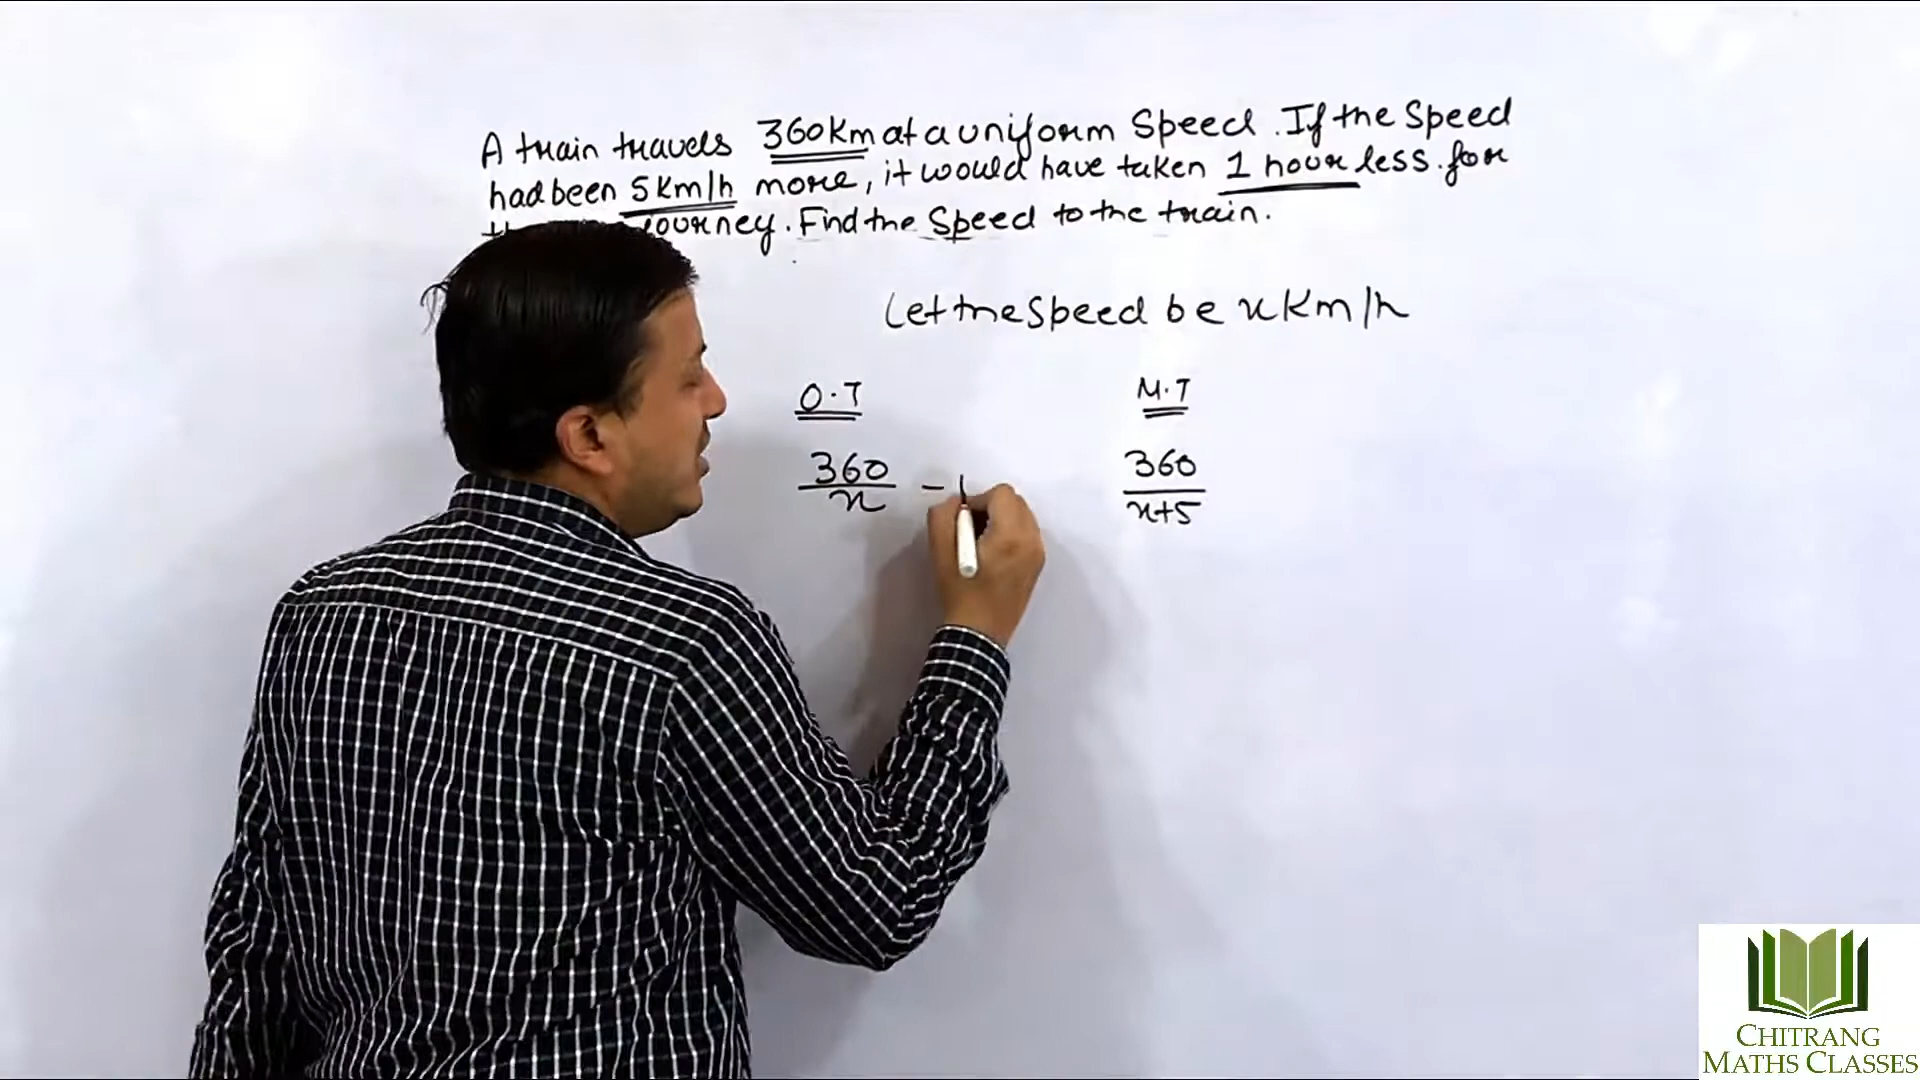 A train travels 360Km at a uniform Speed. If the Speed
had been 5Km/h more, it would have taken 1 hour less for
journey. Find the Speed to the train.
Let the Speed be x Km/h
O.T M.T
360 - 1 360
x x+5
CHITRANG
MATHS CLASSES